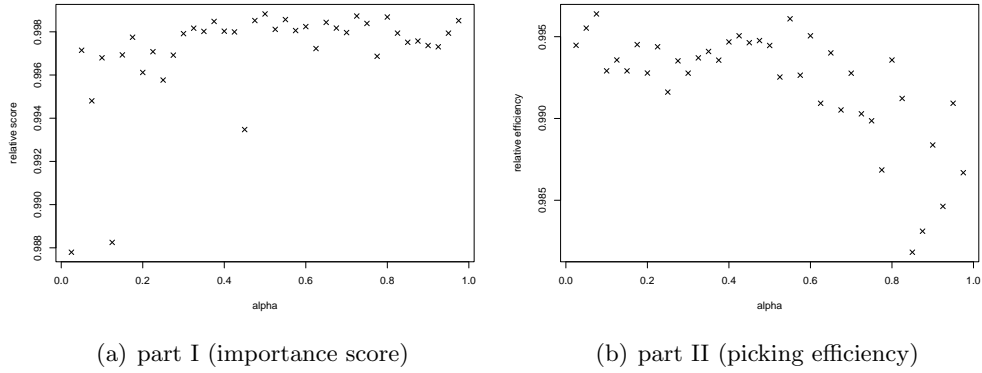 0.998
0.996
0.994
0.992
0.990
0.988
relative score
0.0 0.2 0.4 0.6 0.8 1.0
alpha
(a) part I (importance score)
0.995
0.990
0.985
relative efficiency
0.0 0.2 0.4 0.6 0.8 1.0
alpha
(b) part II (picking efficiency)